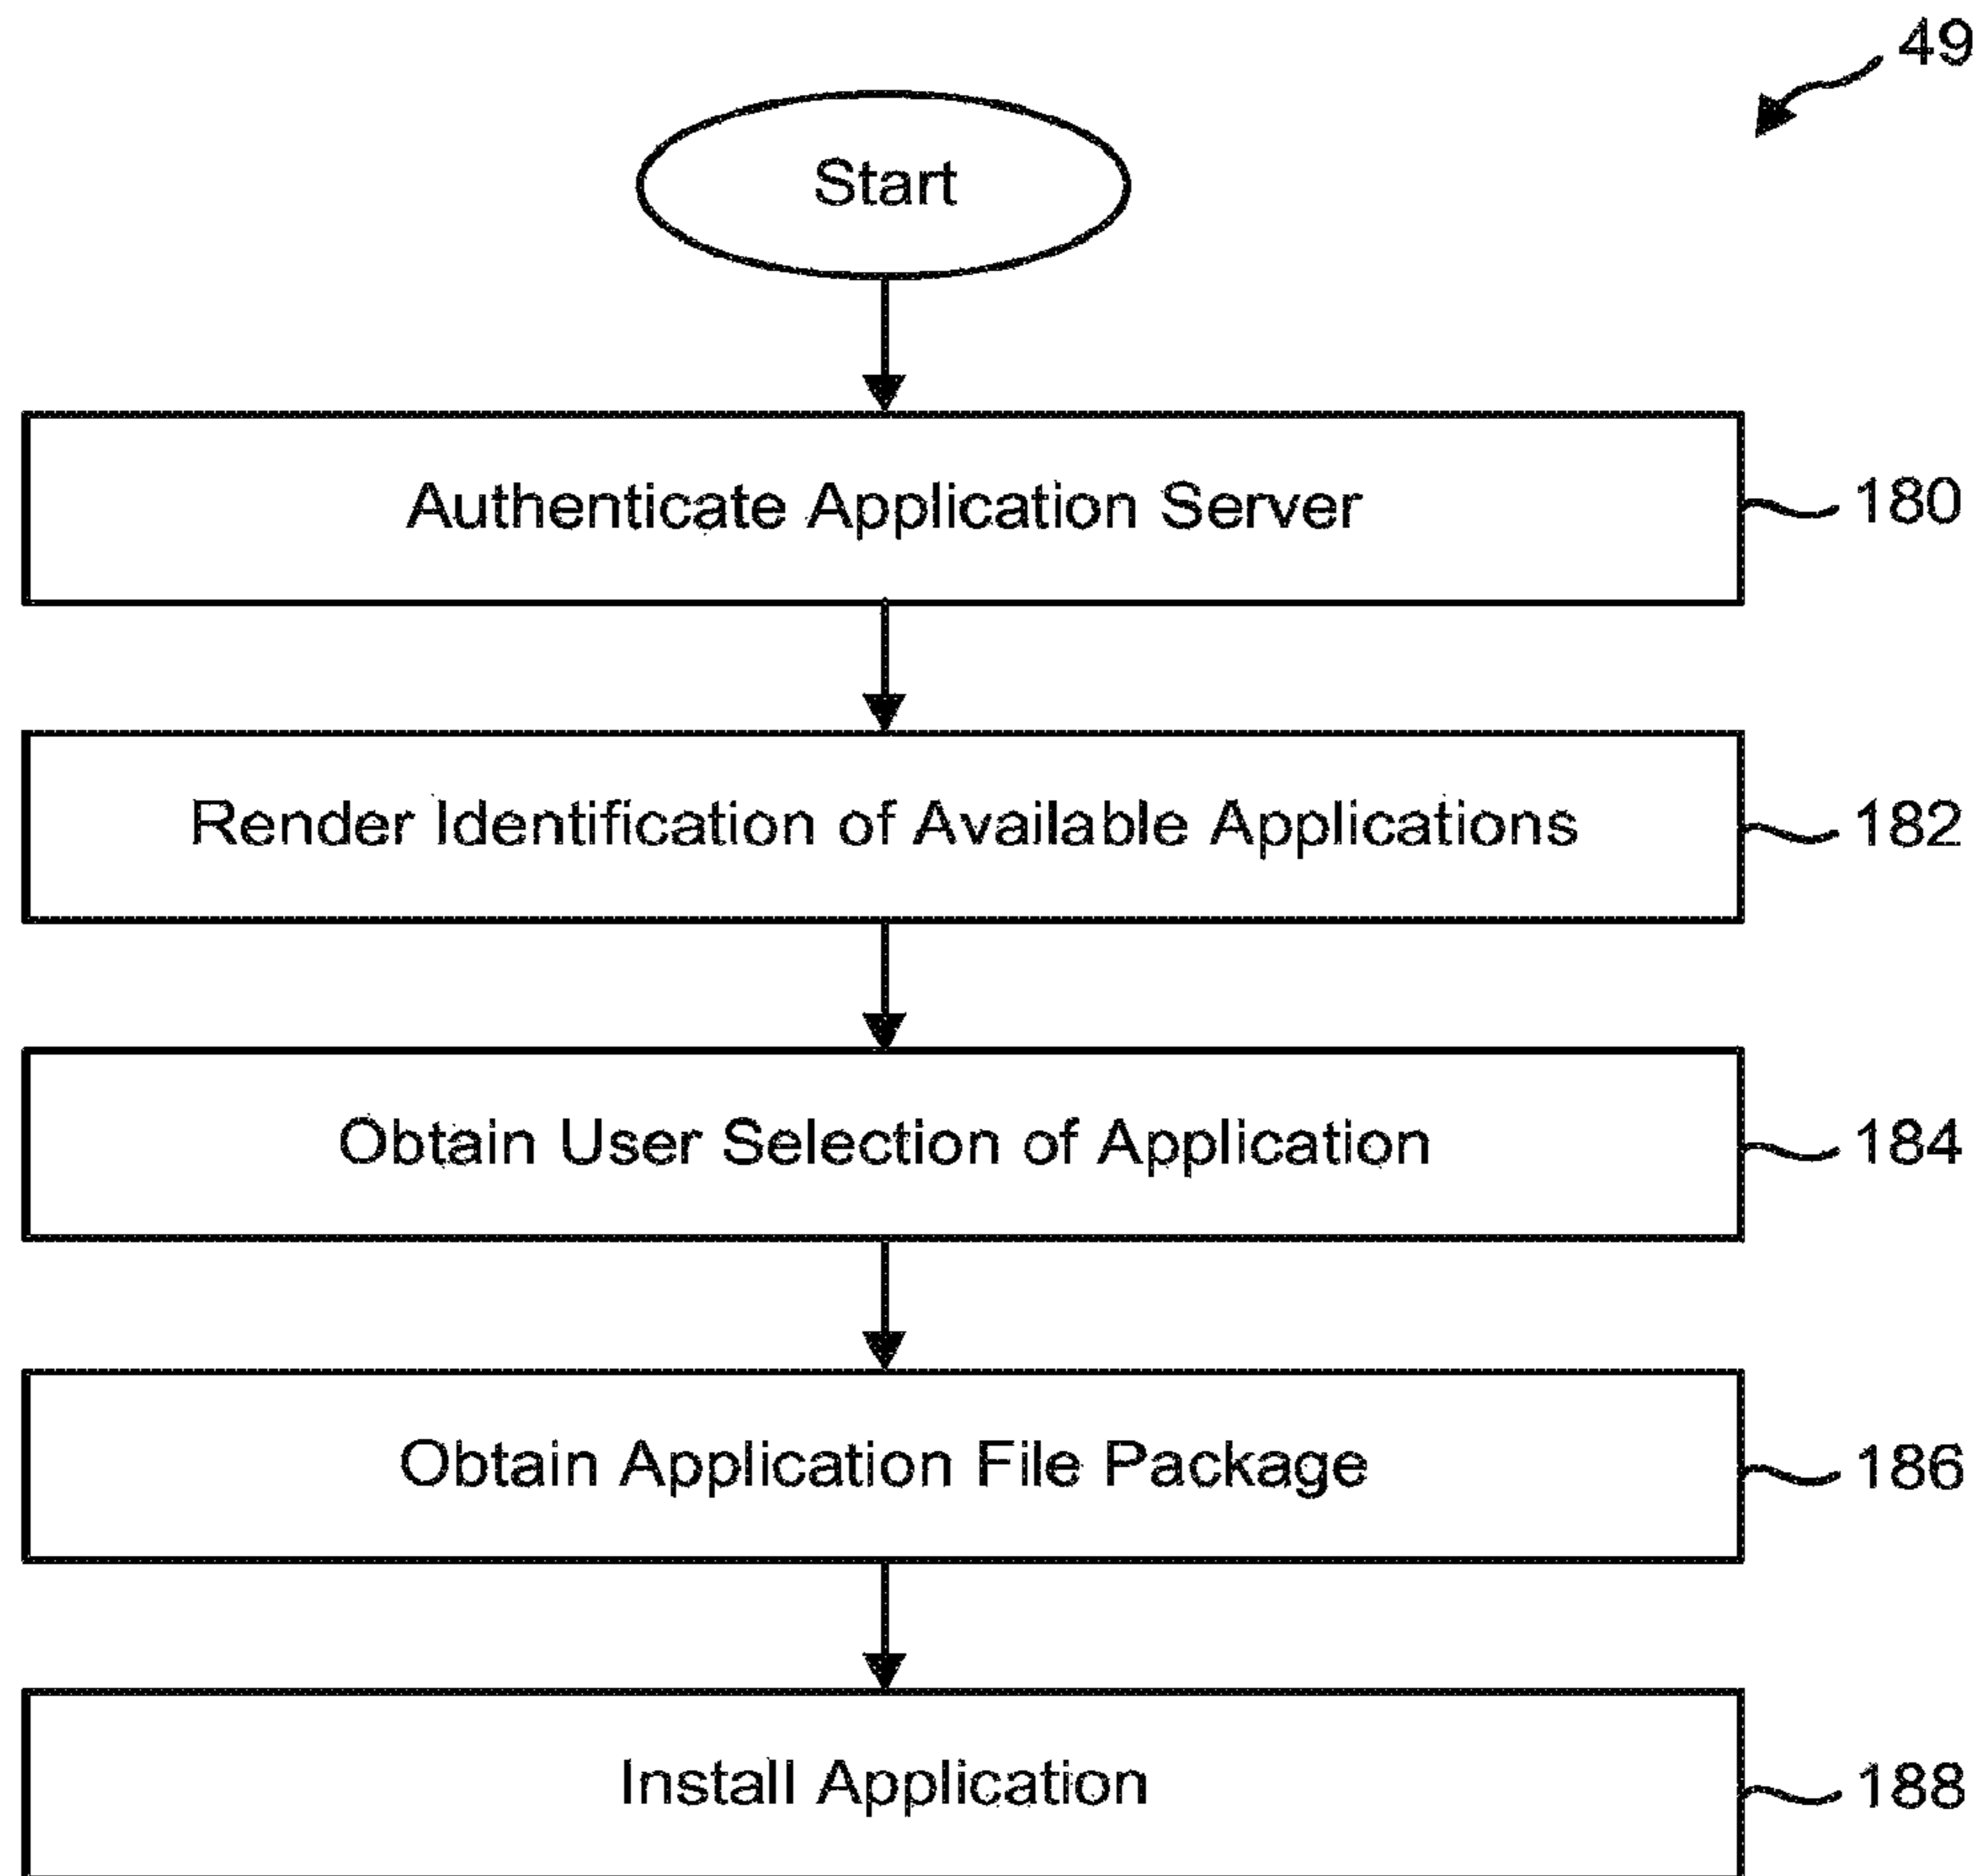 49
Start
Authenticate Application Server
180
Render Identification of Available Applications
182
Obtain User Selection of Application
184
Obtain Application File Package
186
Install Application
188